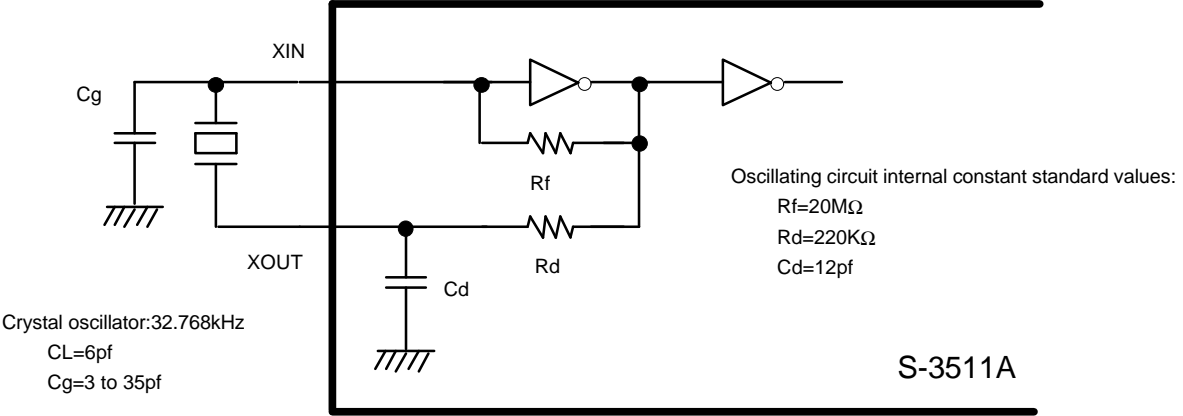 XIN
Cg
Rf
Oscillating circuit internal constant standard values:
Rf=20MΩ
Rd=220KΩ
Cd=12pf
XOUT
Rd
Cd
Crystal oscillator:32.768kHz
CL=6pf
Cg=3 to 35pf
S-3511A